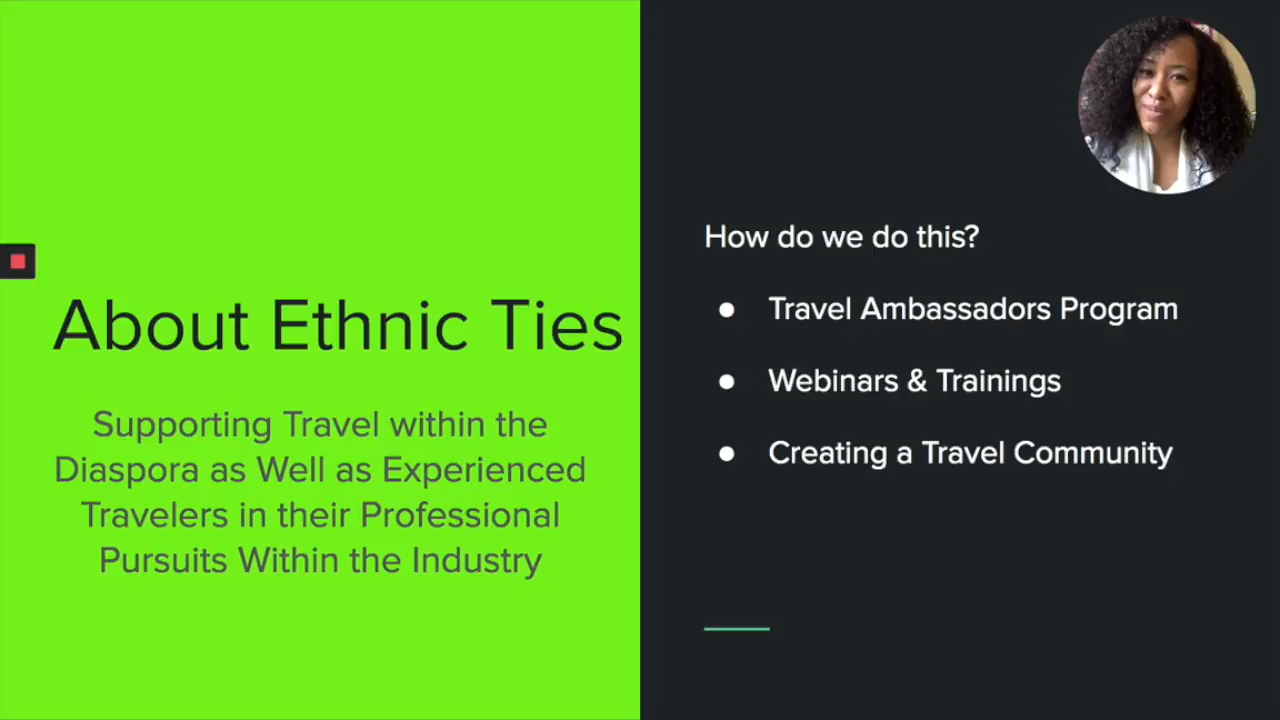 About Ethnic Ties
Supporting Travel within the
Diaspora as Well as Experienced
Travelers in their Professional
Pursuits Within the Industry
How do we do this?
● Travel Ambassadors Program
● Webinars & Trainings
● Creating a Travel Community